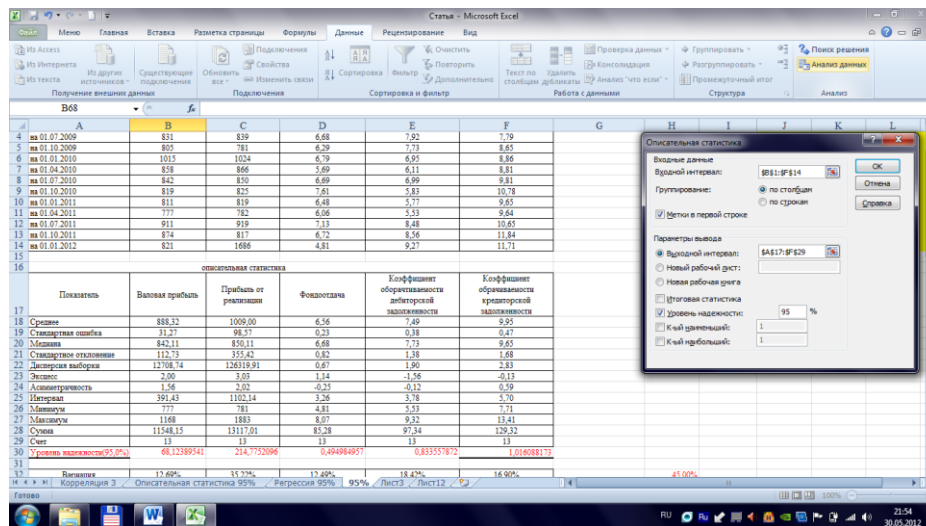 Статья - Microsoft Excel
Файл Меню Главная Вставка Разметка страницы Формулы Данные Рецензирование Вид
Из Access
Из Интернета
Из текста
Из других источников
Получение внешних данных
Существующие подключения
Обновить все
Подключения
Свойства
Изменить связи
Подключения
Сортировка
Фильтр
Очистить
Повторить
Дополнительно
Сортировка и фильтр
Текст по столбцам
Удалить дубликаты
Проверка данных
Консолидация
Анализ "что если"
Работа с данными
Группировать
Разгруппировать
Промежуточный итог
Структура
Поиск решения
Анализ данных
Анализ
B68 fx
A B C D E F G H I J K L
4 на 01.07.2009 831 839 6,68 7,92 7,79
5 на 01.10.2009 805 781 6,29 7,73 8,65
6 на 01.01.2010 1015 1024 6,79 6,95 8,86
7 на 01.04.2010 858 866 5,69 6,11 8,81
8 на 01.07.2010 842 850 6,69 6,99 9,81
9 на 01.10.2010 819 825 7,61 5,83 10,78
10 на 01.01.2011 811 819 6,48 5,77 9,65
11 на 01.04.2011 777 782 6,06 5,53 9,64
12 на 01.07.2011 911 919 7,13 8,48 10,65
13 на 01.10.2011 874 817 6,72 8,56 11,84
14 на 01.01.2012 821 1686 4,81 9,27 11,71
15
16 описательная статистика
17 Показатель Валовая прибыль Прибыль от реализации Фондоотдача Коэффициент оборачиваемости дебиторской задолженности Коэффициент обрачиваемости кредиторской задолженности
18 Среднее 888,32 1009,00 6,56 7,49 9,95
19 Стандартная ошибка 31,27 98,57 0,23 0,38 0,47
20 Медиана 842,11 850,11 6,68 7,73 9,65
21 Стандартное отклонение 112,73 355,42 0,82 1,38 1,68
22 Дисперсия выборки 12708,74 126319,91 0,67 1,90 2,83
23 Эксцесс 2,00 3,03 1,14 -1,56 -0,13
24 Асимметричность 1,56 2,02 -0,25 -0,12 0,59
25 Интервал 391,43 1102,14 3,26 3,78 5,70
26 Минимум 777 781 4,81 5,53 7,71
27 Максимум 1168 1883 8,07 9,32 13,41
28 Сумма 11548,15 13117,01 85,28 97,34 129,32
29 Счет 13 13 13 13 13
30 Уровень надежности(95,0%) 68,12389541 214,7752096 0,494984957 0,833557872 1,016088173
31
32 Вариация 12,69% 35,22% 12,49% 18,42% 16,90% 45,00%
Описательная статистика
Входные данные
Входной интервал: $B$1:$F$14
Группирование: по столбцам
по строкам
Метки в первой строке
Параметры вывода
Выходной интервал: $A$17:$F$29
Новый рабочий лист:
Новая рабочая книга
Итоговая статистика
Уровень надежности: 95 %
К-ый наименьший: 1
К-ый наибольший: 1
OK
Отмена
Справка
Корреляция 3 Описательная статистика 95% Регрессия 95% 95% Лист3 Лист12
Готово 100%
RU 21:54
30.05.2012